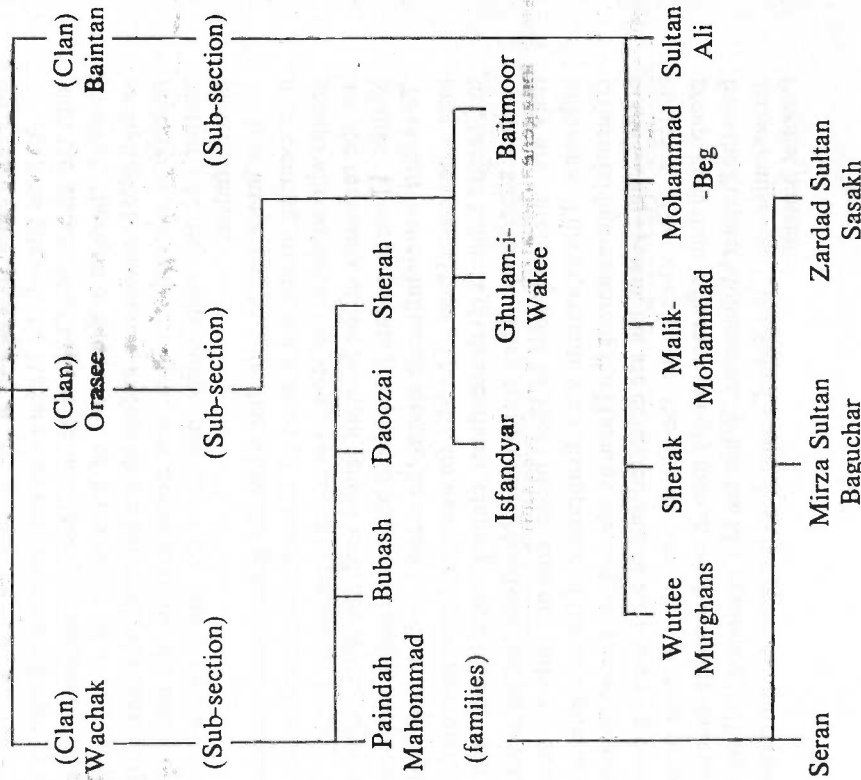 (Clan)
Wachak
(Clan)
Orasee
(Clan)
Baintan
(Sub-section)
(Sub-section)
(Sub-section)
Paindah
Mahommad
Bubash
Daoozai
Sherah
(families)
Isfandyar
Ghulam-i-
Wakee
Baitmoor
Wuttee
Murghans
Sherak
Malik-
Mohammad
Mohammad
-Beg
Sultan
Ali
Seran
Mirza Sultan
Baguchar
Zardad Sultan
Sasakh